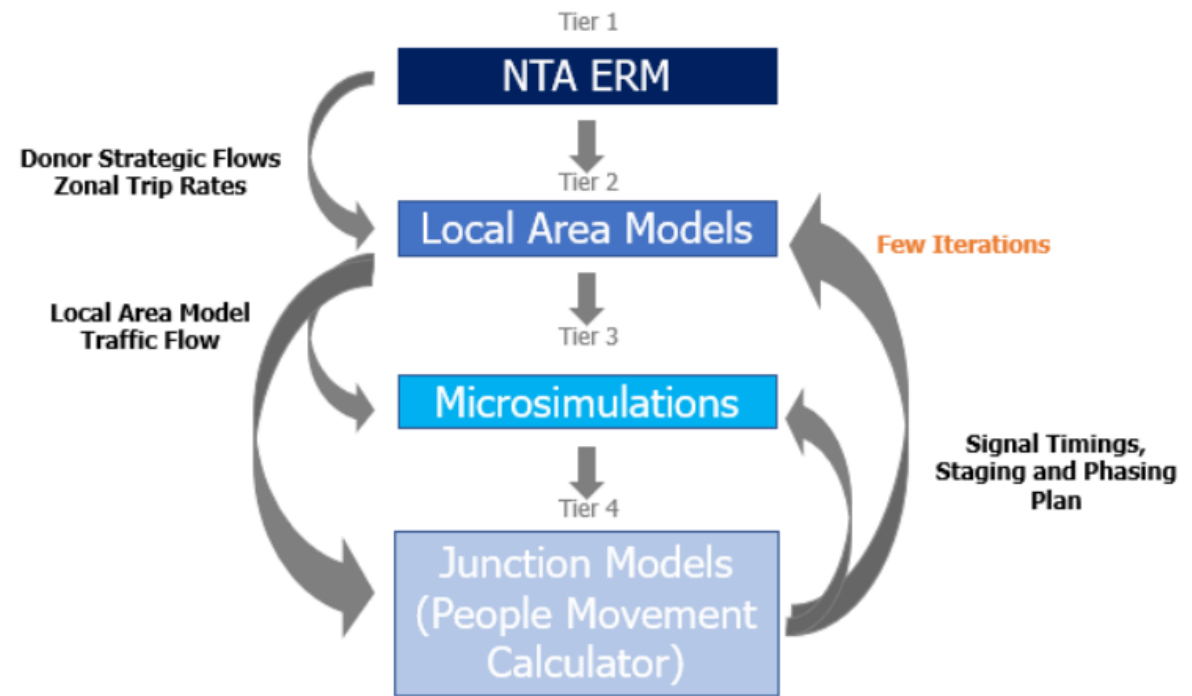 Tier 1
NTA ERM
Donor Strategic Flows
Zonal Trip Rates
Tier 2
Local Area Models
Few Iterations
Local Area Model
Traffic Flow
Tier 3
Microsimulations
Signal Timings,
Staging and Phasing
Plan
Tier 4
Junction Models
(People Movement
Calculator)